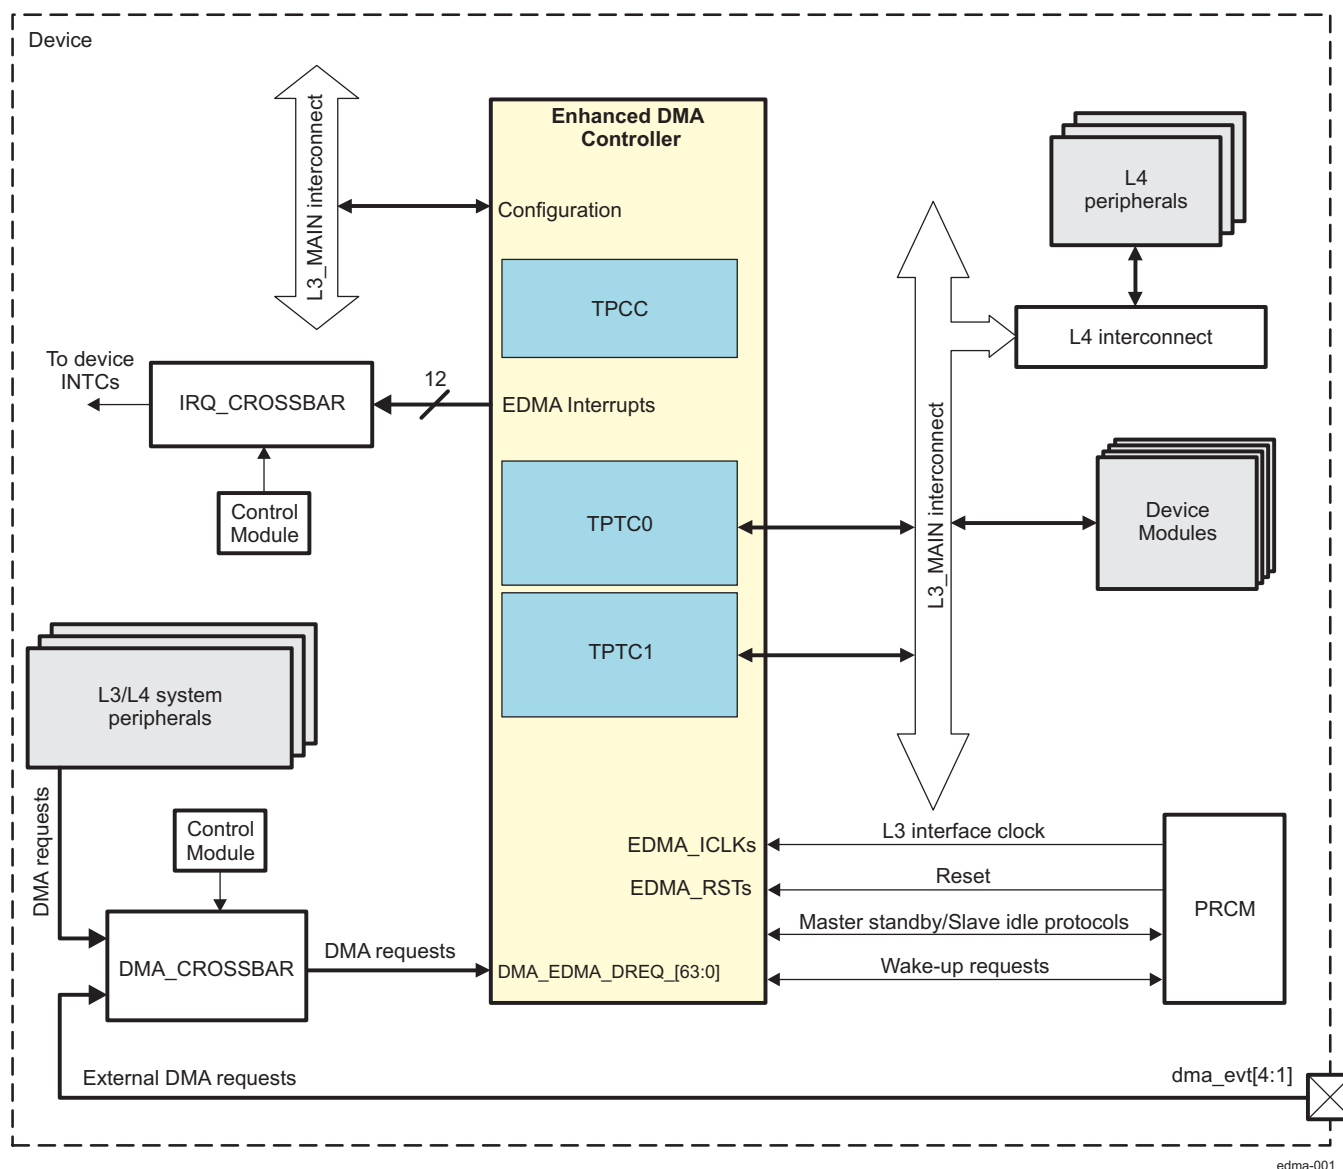 Device
L3_MAIN interconnect
Enhanced DMA
Controller
Configuration
TPCC
L4
peripherals
L4 interconnect
To device
INTCs
IRQ_CROSSBAR
12
EDMA Interrupts
Control
Module
TPTC0
L3_MAIN interconnect
Device
Modules
TPTC1
L3/L4 system
peripherals
DMA requests
Control
Module
DMA_CROSSBAR
DMA requests
EDMA_ICLKs
L3 interface clock
EDMA_RSTs
Reset
Master standby/Slave idle protocols
PRCM
DMA_EDMA_DREQ_[63:0]
Wake-up requests
External DMA requests
dma_evt[4:1]
edma-001